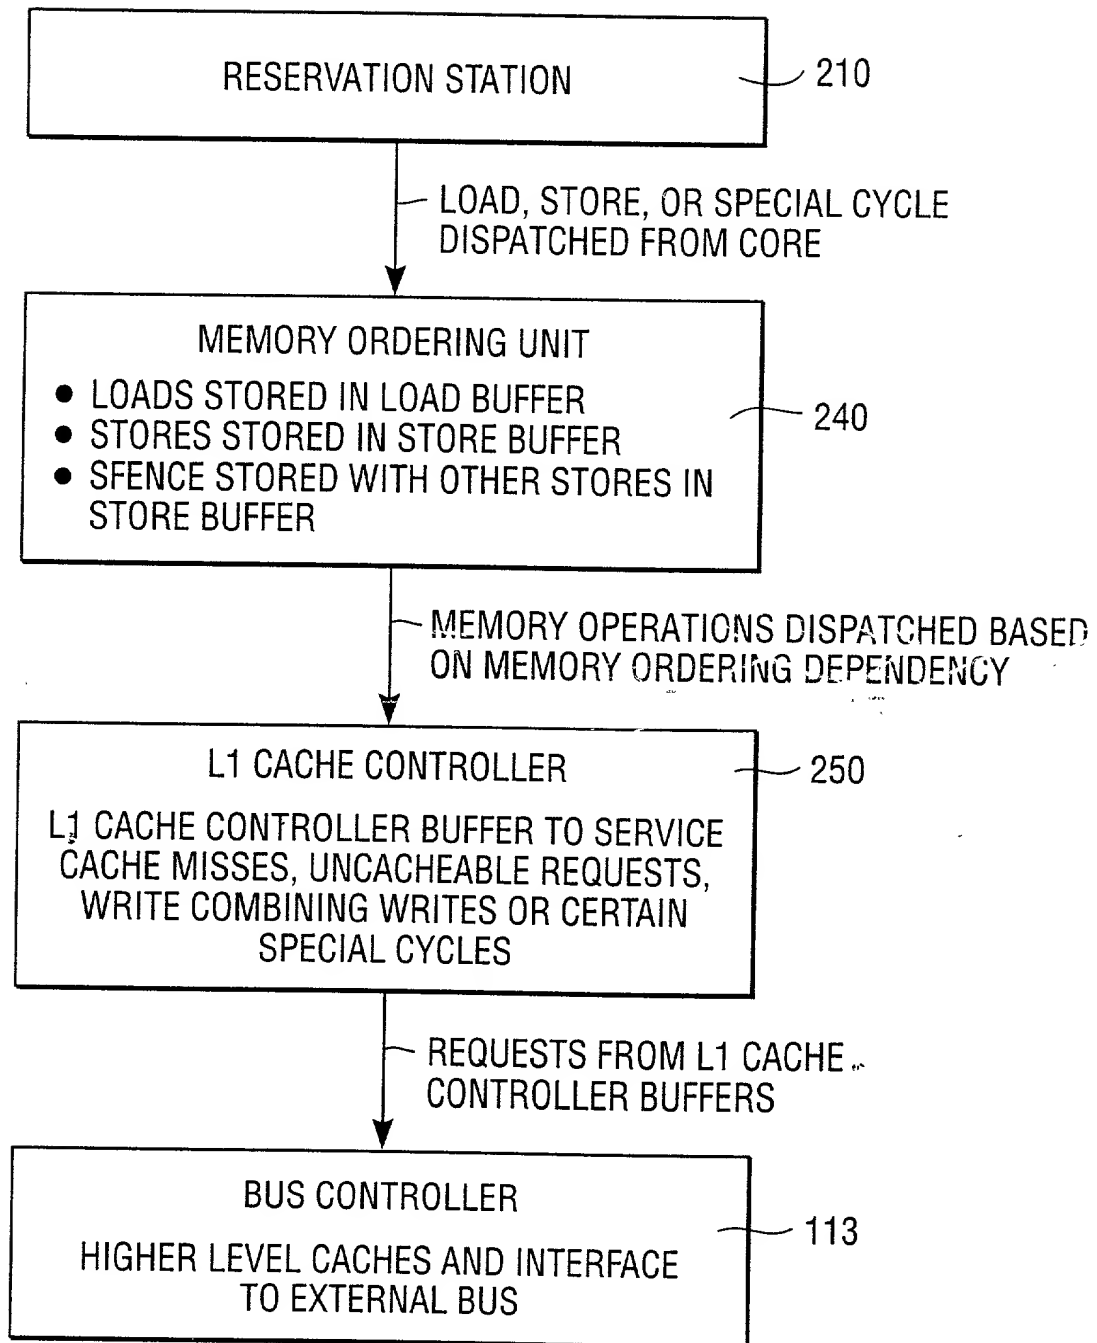 RESERVATION STATION
210
LOAD, STORE, OR SPECIAL CYCLE
DISPATCHED FROM CORE
MEMORY ORDERING UNIT
● LOADS STORED IN LOAD BUFFER
● STORES STORED IN STORE BUFFER
● SFENCE STORED WITH OTHER STORES IN
STORE BUFFER
240
MEMORY OPERATIONS DISPATCHED BASED
ON MEMORY ORDERING DEPENDENCY
L1 CACHE CONTROLLER
250
L1 CACHE CONTROLLER BUFFER TO SERVICE
CACHE MISSES, UNCACHEABLE REQUESTS,
WRITE COMBINING WRITES OR CERTAIN
SPECIAL CYCLES
REQUESTS FROM L1 CACHE
CONTROLLER BUFFERS
BUS CONTROLLER
113
HIGHER LEVEL CACHES AND INTERFACE
TO EXTERNAL BUS